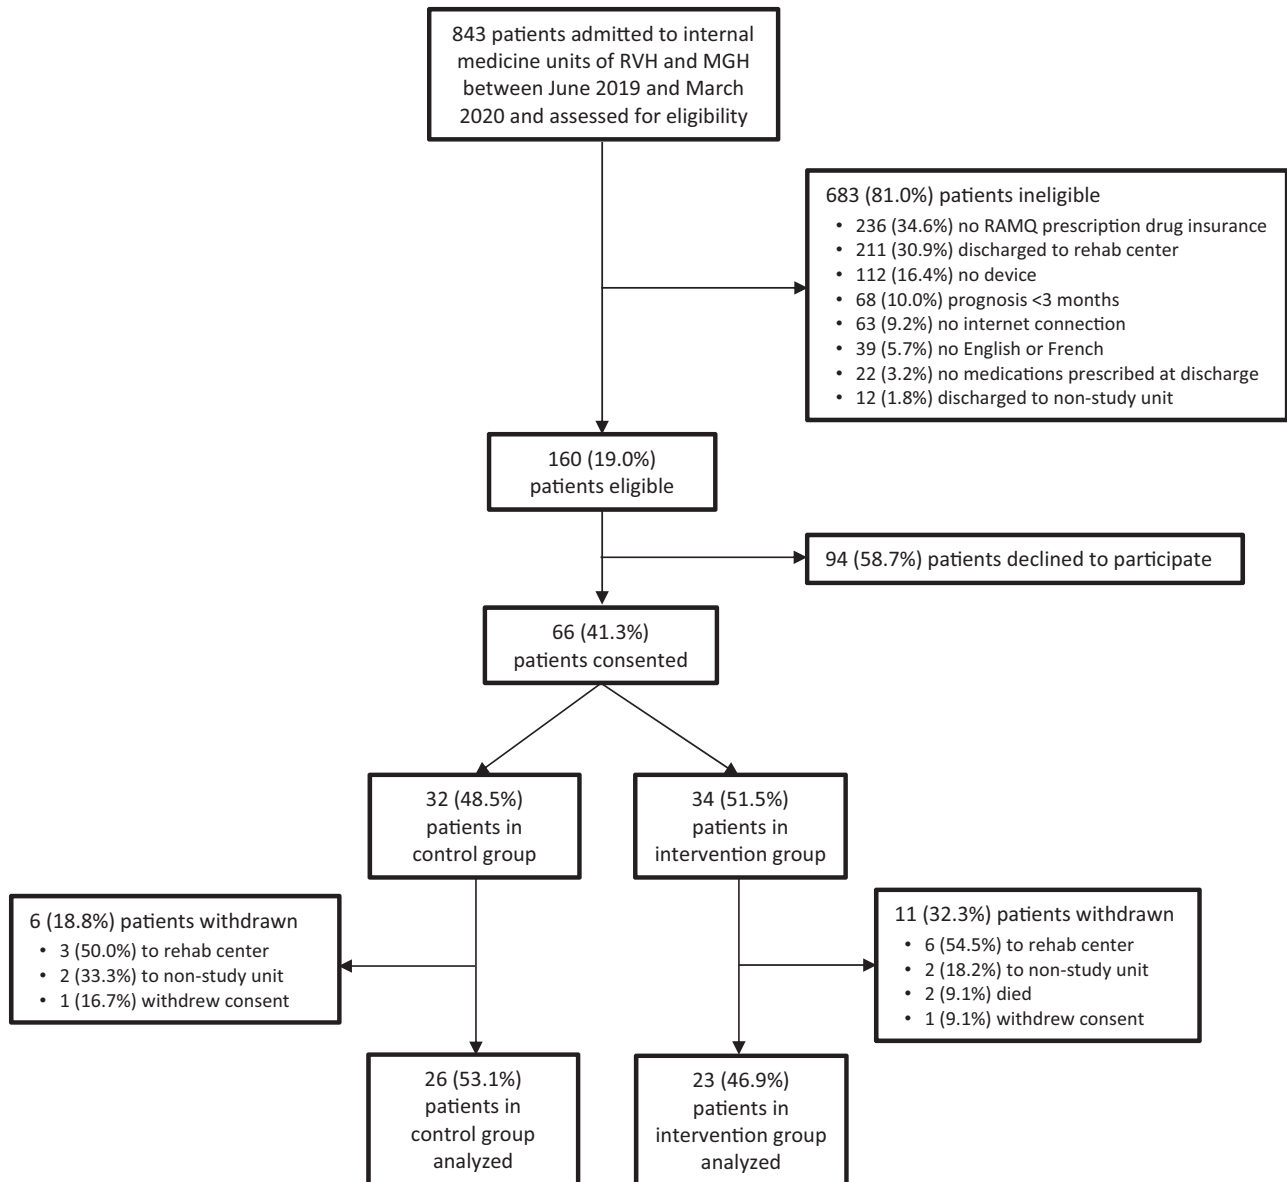 843 patients admitted to internal
medicine units of RVH and MGH
between June 2019 and March
2020 and assessed for eligibility
683 (81.0%) patients ineligible
• 236 (34.6%) no RAMQ prescription drug insurance
• 211 (30.9%) discharged to rehab center
• 112 (16.4%) no device
• 68 (10.0%) prognosis <3 months
• 63 (9.2%) no internet connection
• 39 (5.7%) no English or French
• 22 (3.2%) no medications prescribed at discharge
• 12 (1.8%) discharged to non-study unit
160 (19.0%)
patients eligible
94 (58.7%) patients declined to participate
66 (41.3%)
patients consented
32 (48.5%)
patients in
control group
34 (51.5%)
patients in
intervention group
6 (18.8%) patients withdrawn
• 3 (50.0%) to rehab center
• 2 (33.3%) to non-study unit
• 1 (16.7%) withdrew consent
11 (32.3%) patients withdrawn
• 6 (54.5%) to rehab center
• 2 (18.2%) to non-study unit
• 2 (9.1%) died
• 1 (9.1%) withdrew consent
26 (53.1%)
patients in
control group
analyzed
23 (46.9%)
patients in
intervention group
analyzed